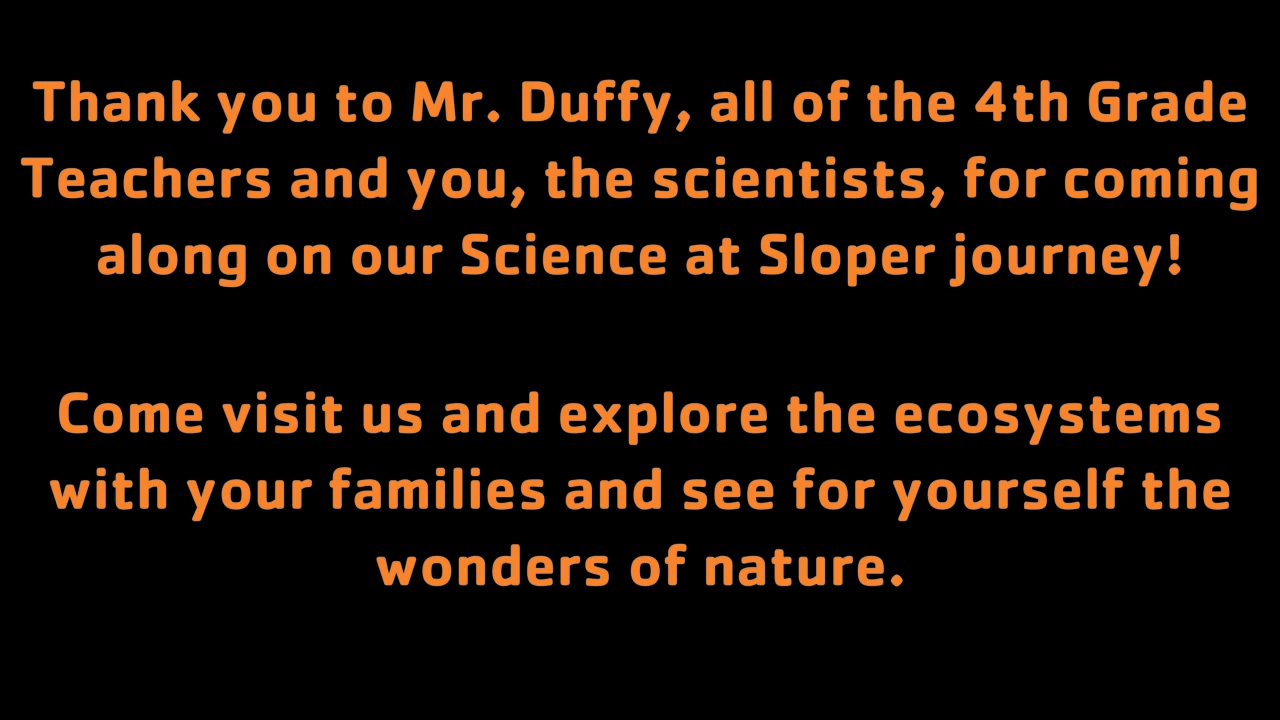 Thank you to Mr. Duffy, all of the 4th Grade
Teachers and you, the scientists, for coming
along on our Science at Sloper journey!
Come visit us and explore the ecosystems
with your families and see for yourself the
wonders of nature.